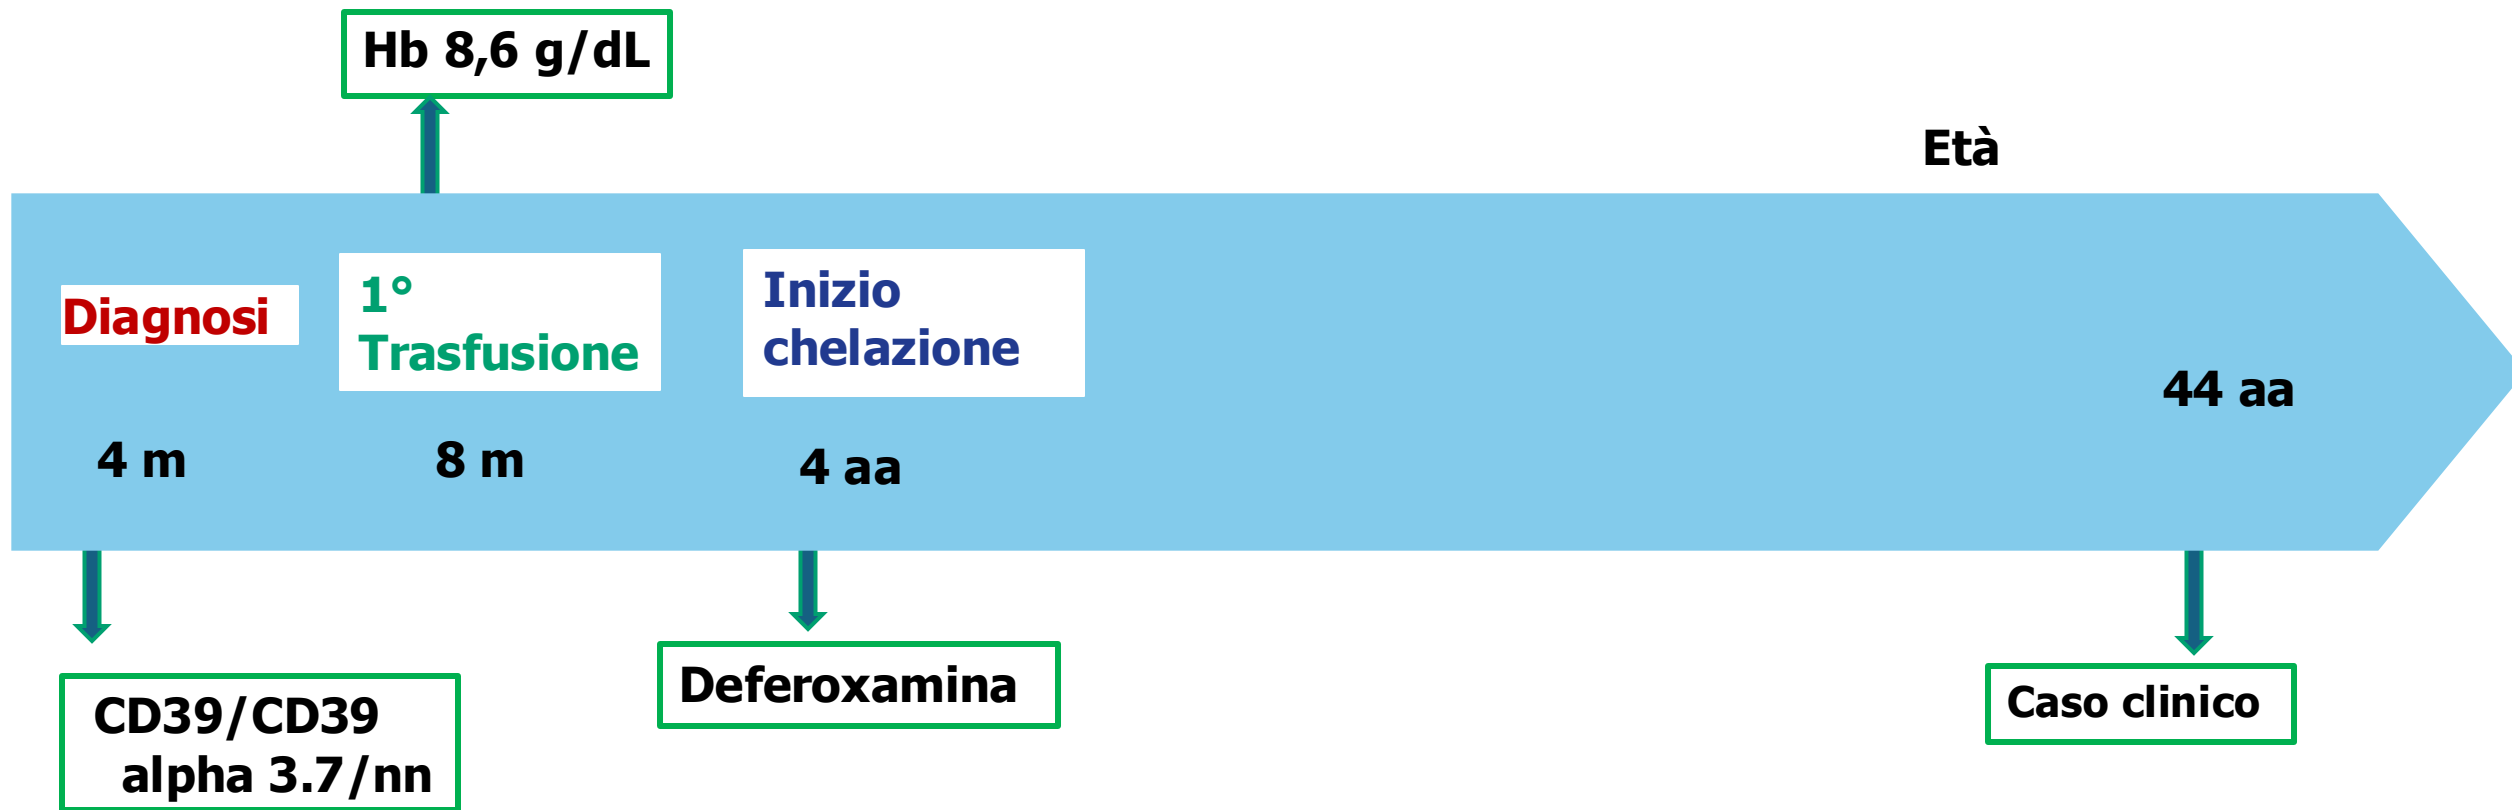 Hb 8,6 g/dL
Età
Diagnosi
1°
Trasfusione
Inizio
chelazione
4 m
8 m
4 aa
44 aa
CD39/CD39
alpha 3.7/nn
Deferoxamina
Caso clinico